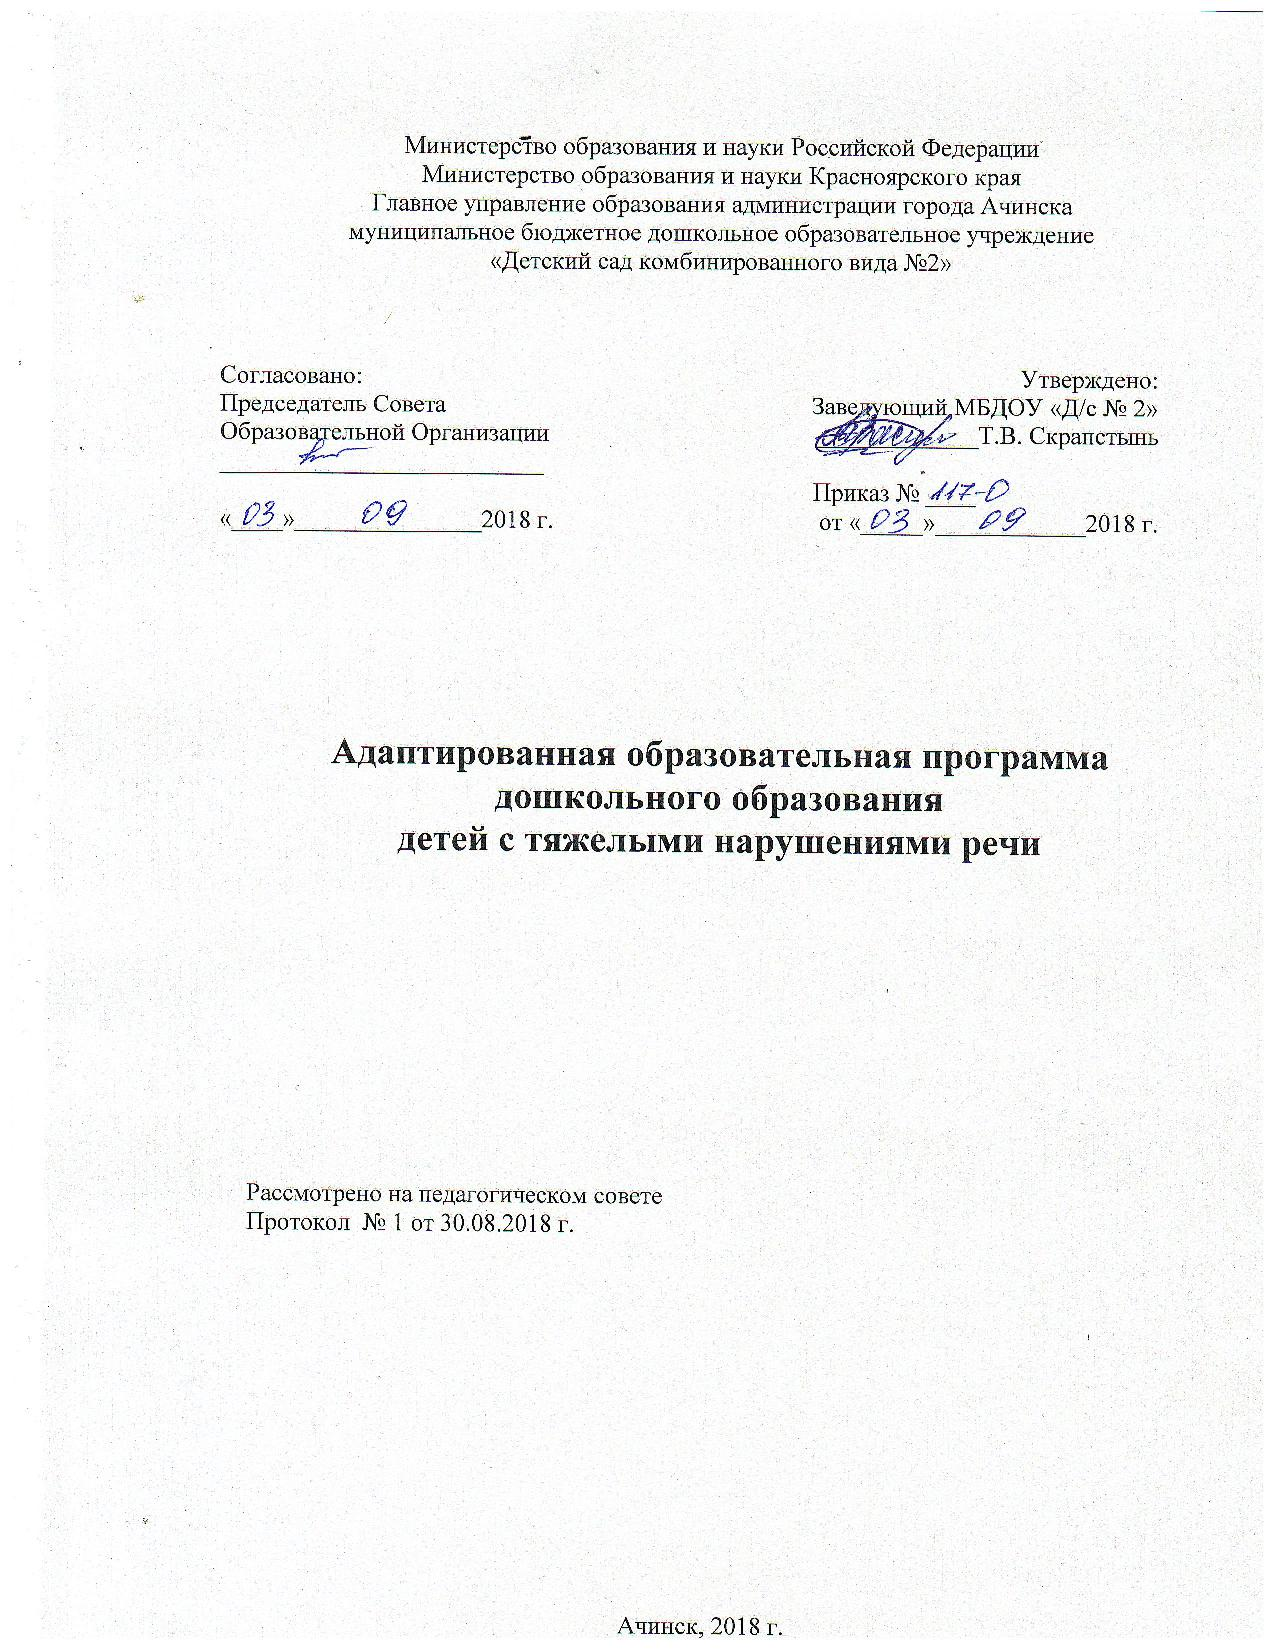 Министерство образования и науки Российской Федерации
Министерство образования и науки Красноярского края
Главное управление образования администрации города Ачинска
муниципальное бюджетное дошкольное образовательное учреждение
«Детский сад комбинированного вида №2»
Согласовано:
Председатель Совета
Образовательной Организации
«03» 09 2018 г.
Утверждено:
Заведующий МБДОУ «Д/с № 2»
Т.В. Скрапстынь
Приказ № 117-О
от «03» 09 2018 г.
Адаптированная образовательная программа
дошкольного образования
детей с тяжелыми нарушениями речи
Рассмотрено на педагогическом совете
Протокол № 1 от 30.08.2018 г.
Ачинск, 2018 г.